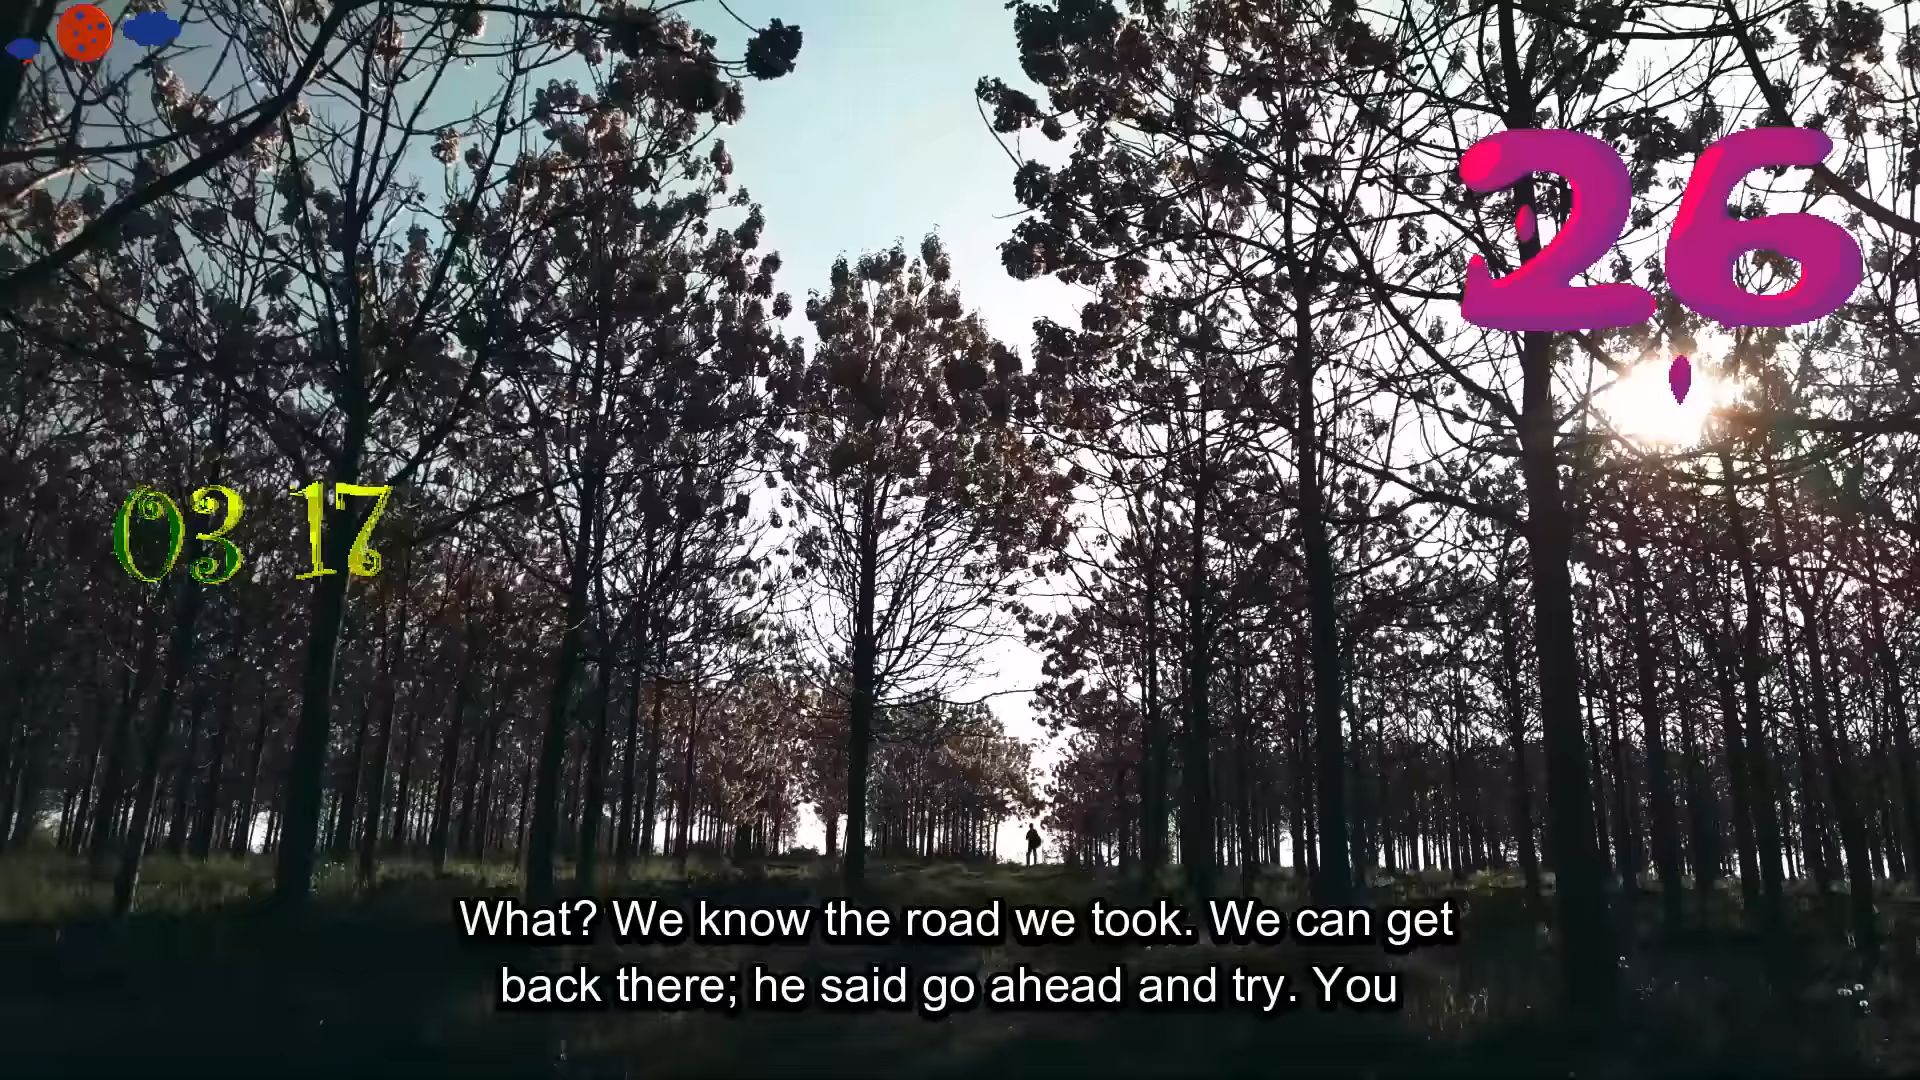 26
03 17
What? We know the road we took. We can get
back there; he said go ahead and try. You